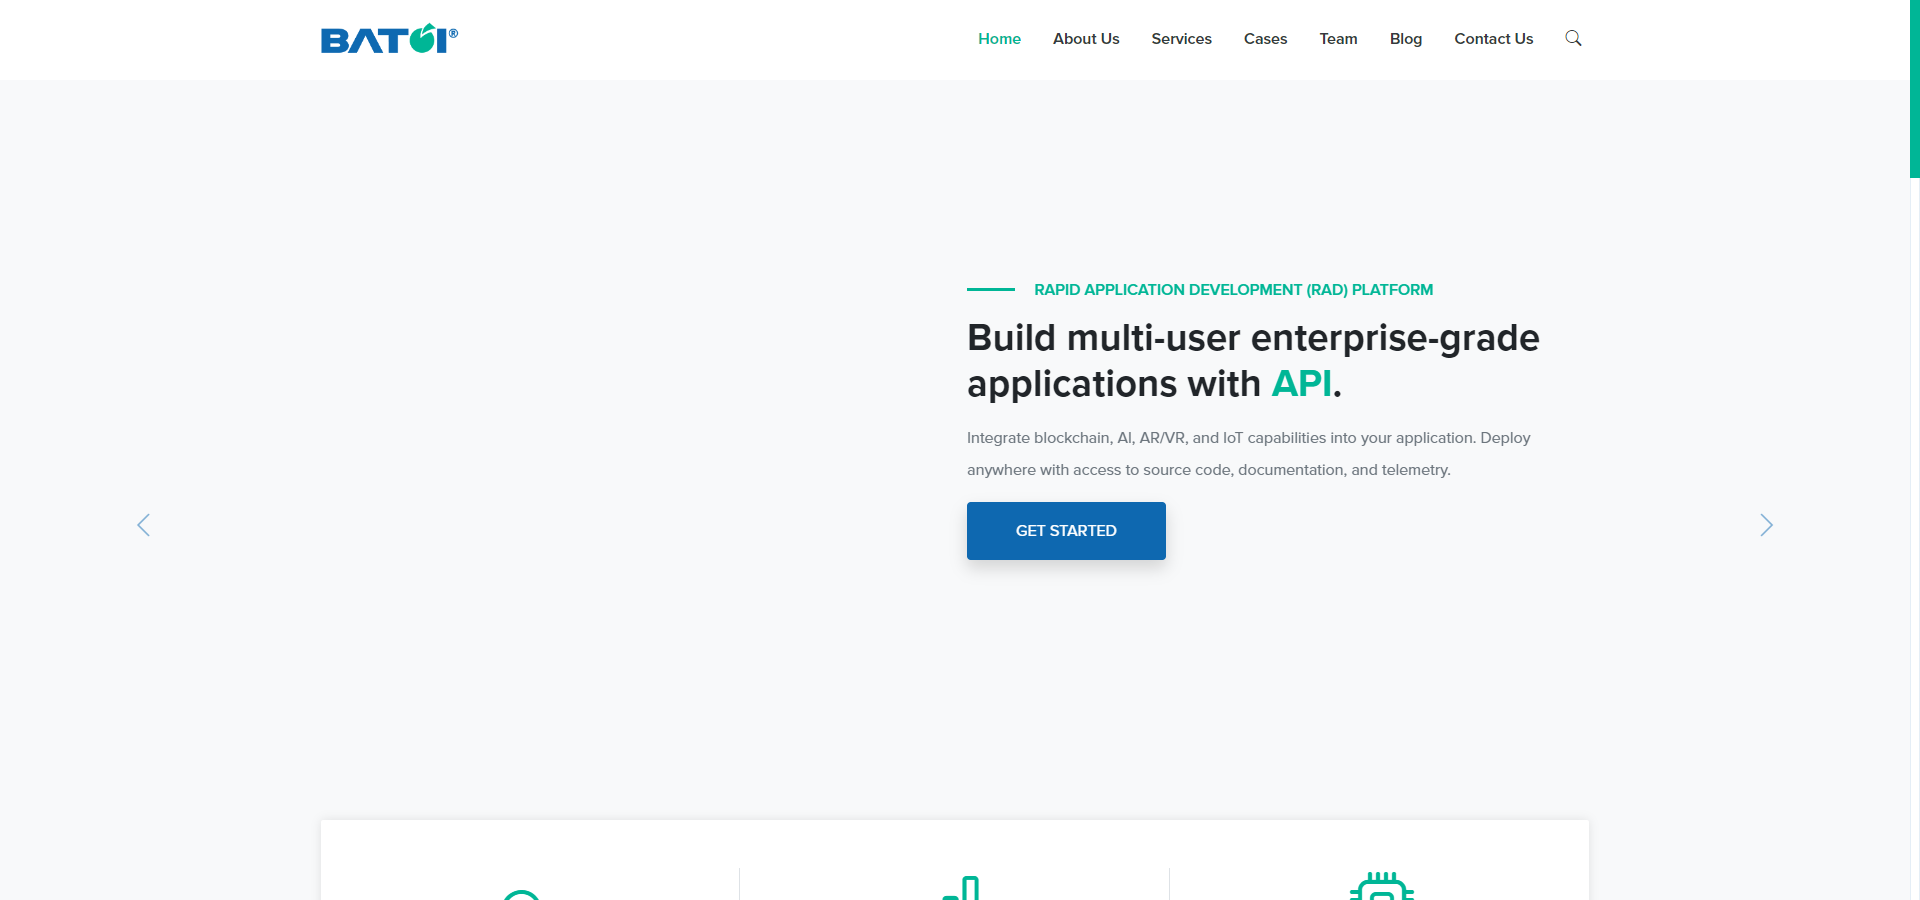 BATOI®
Home
About Us
Services
Cases
Team
Blog
Contact Us
RAPID APPLICATION DEVELOPMENT (RAD) PLATFORM
Build multi-user enterprise-grade
applications with API.
Integrate blockchain, AI, AR/VR, and IoT capabilities into your application. Deploy
anywhere with access to source code, documentation, and telemetry.
GET STARTED